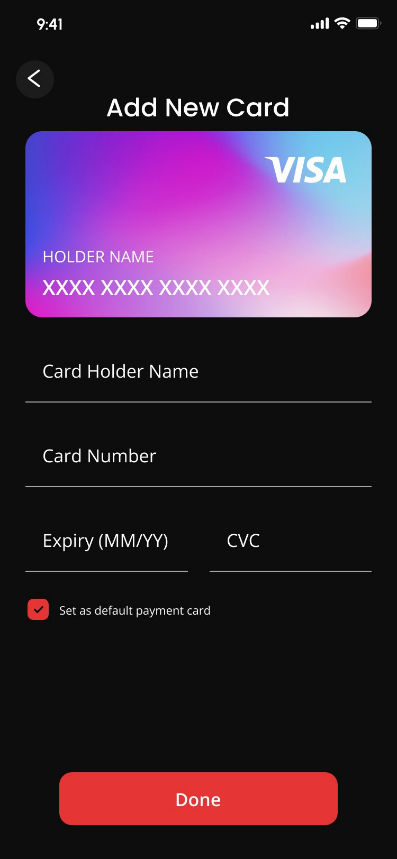 9:41
Add New Card
VISA
HOLDER NAME
XXXX XXXX XXXX XXXX
Card Holder Name
Card Number
Expiry (MM/YY) CVC
Set as default payment card
Done